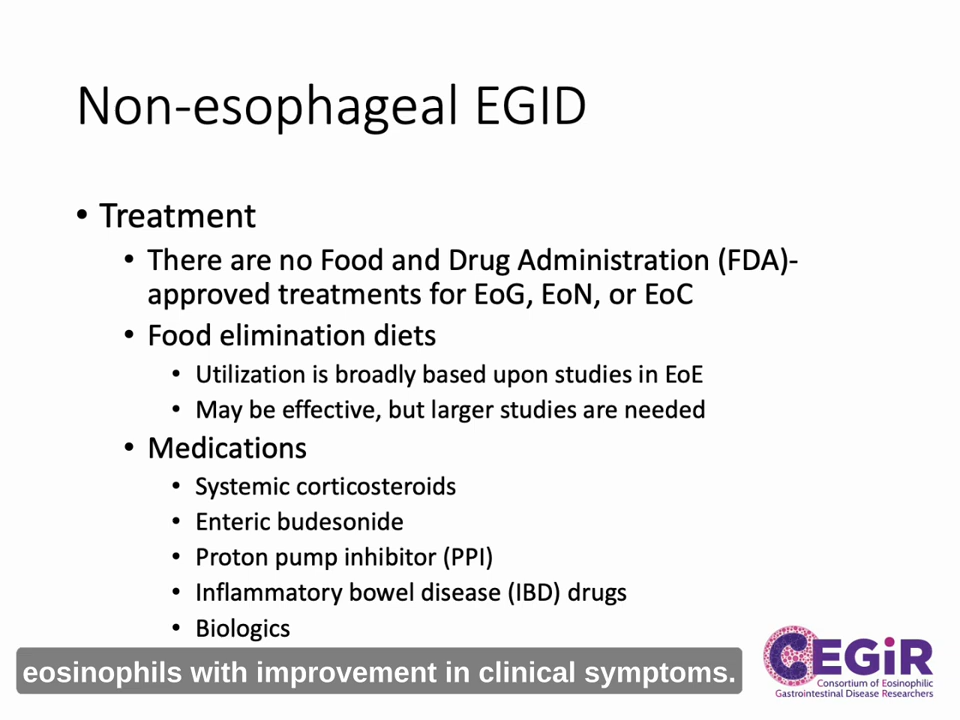 Non-esophageal EGID
• Treatment
• There are no Food and Drug Administration (FDA)-
approved treatments for EoG, EoN, or EoC
• Food elimination diets
• Utilization is broadly based upon studies in EoE
• May be effective, but larger studies are needed
• Medications
• Systemic corticosteroids
• Enteric budesonide
• Proton pump inhibitor (PPI)
• Inflammatory bowel disease (IBD) drugs
• Biologics
eosinophils with improvement in clinical symptoms.
CEGiR
Consortium of Eosinophilic
Gastrointestinal Disease Researchers